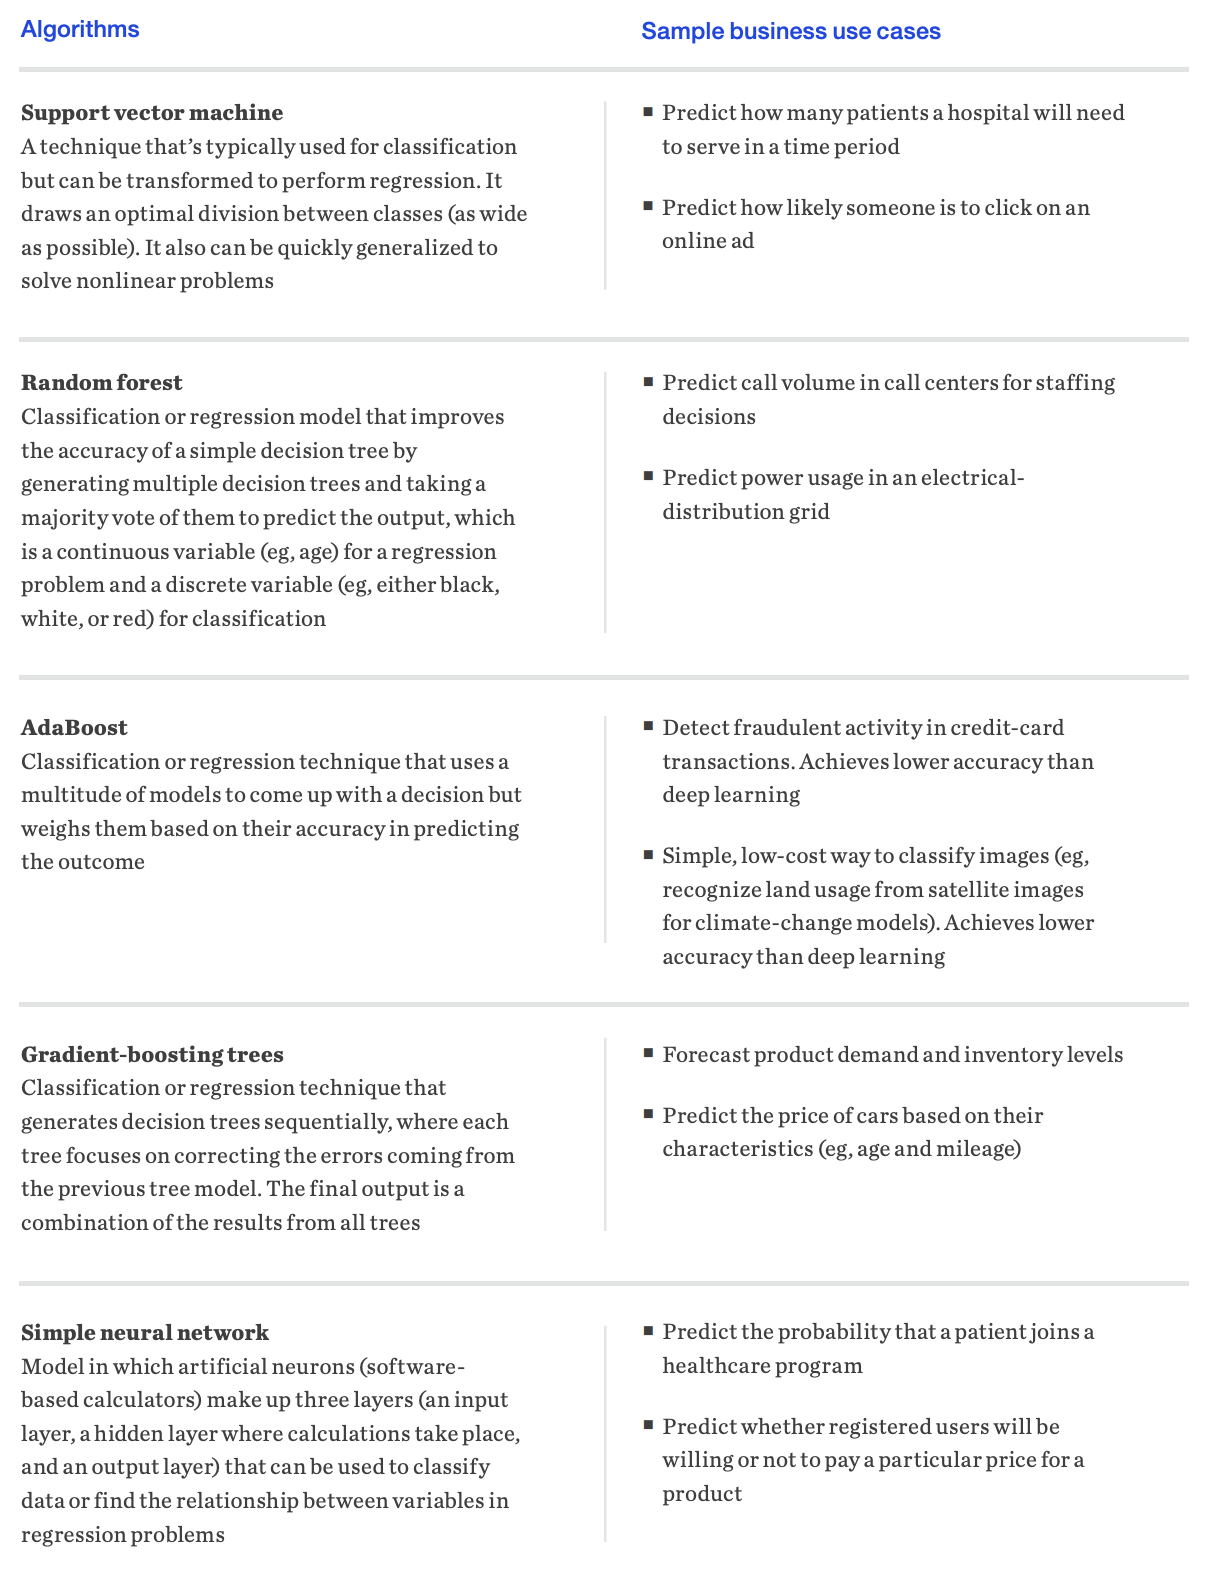 Algorithms
Sample business use cases
Support vector machine
A technique that's typically used for classification
but can be transformed to perform regression. It
draws an optimal division between classes (as wide
as possible). It also can be quickly generalized to
solve nonlinear problems
■ Predict how many patients a hospital will need
to serve in a time period
■ Predict how likely someone is to click on an
online ad
Random forest
Classification or regression model that improves
the accuracy of a simple decision tree by
generating multiple decision trees and taking a
majority vote of them to predict the output, which
is a continuous variable (eg, age) for a regression
problem and a discrete variable (eg, either black,
white, or red) for classification
■ Predict call volume in call centers for staffing
decisions
■ Predict power usage in an electrical-
distribution grid
AdaBoost
Classification or regression technique that uses a
multitude of models to come up with a decision but
weighs them based on their accuracy in predicting
the outcome
■ Detect fraudulent activity in credit-card
transactions. Achieves lower accuracy than
deep learning
■ Simple, low-cost way to classify images (eg,
recognize land usage from satellite images
for climate-change models). Achieves lower
accuracy than deep learning
Gradient-boosting trees
Classification or regression technique that
generates decision trees sequentially, where each
tree focuses on correcting the errors coming from
the previous tree model. The final output is a
combination of the results from all trees
■ Forecast product demand and inventory levels
■ Predict the price of cars based on their
characteristics (eg, age and mileage)
Simple neural network
Model in which artificial neurons (software-
based calculators) make up three layers (an input
layer, a hidden layer where calculations take place,
and an output layer) that can be used to classify
data or find the relationship between variables in
regression problems
■ Predict the probability that a patient joins a
healthcare program
■ Predict whether registered users will be
willing or not to pay a particular price for a
product